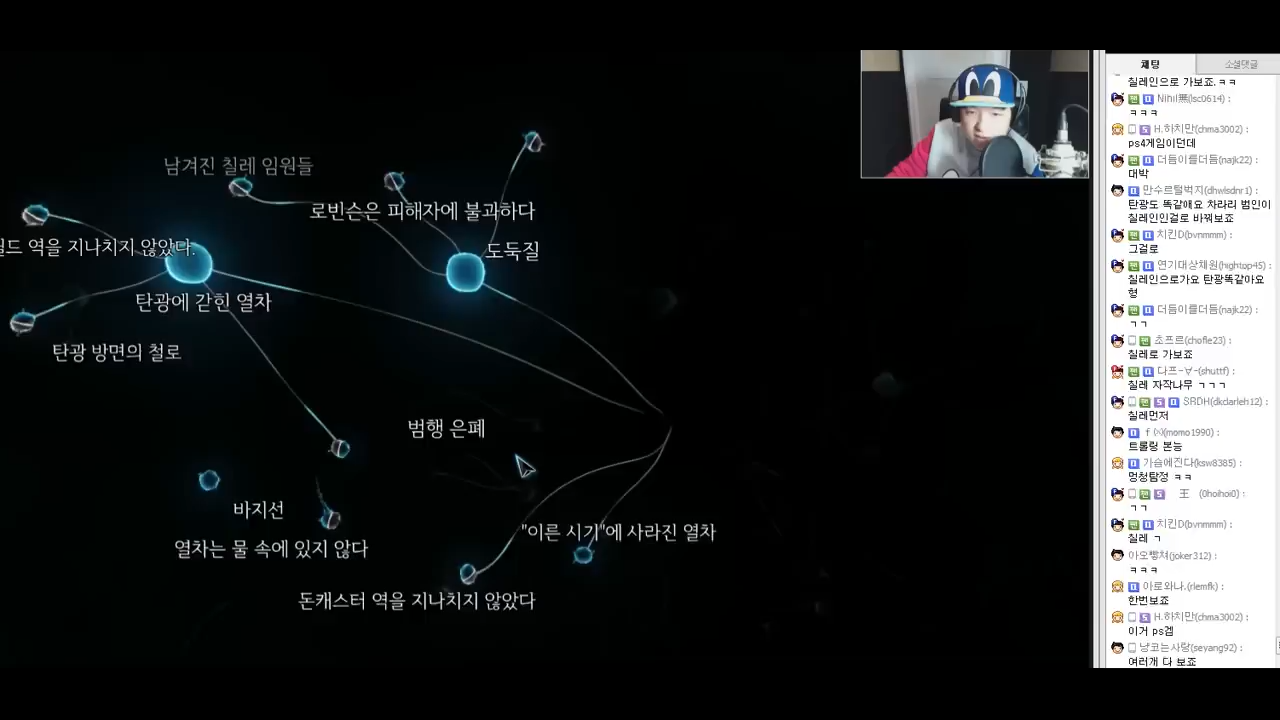 남겨진 칠레 임원들
로빈슨은 피해자에 불과하다
역을 지나치지 않았다.
도둑질
탄광에 갇힌 열차
탄광 방면의 철로
범행 은폐
바지선
"이른 시기"에 사라진 열차
열차는 물 속에 있지 않다
돈캐스터 역을 지나치지 않았다
채팅
소셜댓글
칠레인으로 가보죠.ㅋㅋ
Nihil無(lsc0614) :
ㅋㅋㅋ
H.하치만(chma3002) :
ps4게임이던데
더듬이를더듬(najk22) :
대박
만수르털벅지(dhwlsdnr1) :
탄광도 똑같애요 차라리 범인이
칠레인인걸로 바꿔보죠
치킨D(bvnmmm) :
그걸로
연기대상채원(hightop45) :
칠레인으로가요 탄광똑같아요
형
더듬이를더듬(najk22) :
ㄱㄱ
초프르(chofle23) :
칠레로 가보죠
다프-∀-(shuttf) :
칠레 자작나무 ㄱㄱㄱ
SRDH(dkdarleh12) :
칠레먼저
f (X)(momo1990) :
트롤링 본능
가슴에진다(ksw8385) :
멍청탐정 ㅋㅋ
王 (0hoihoi0) :
ㄱㄱ
치킨D(bvnmmm) :
칠레 ㄱ
아오빵쳐(joker312) :
ㅋㅋㅋ
아로와나.(rlemfk) :
한번보죠
H.하치만(chma3002) :
이거 ps겜
냥코는사랑(seyang92) :
여러개 다 보죠